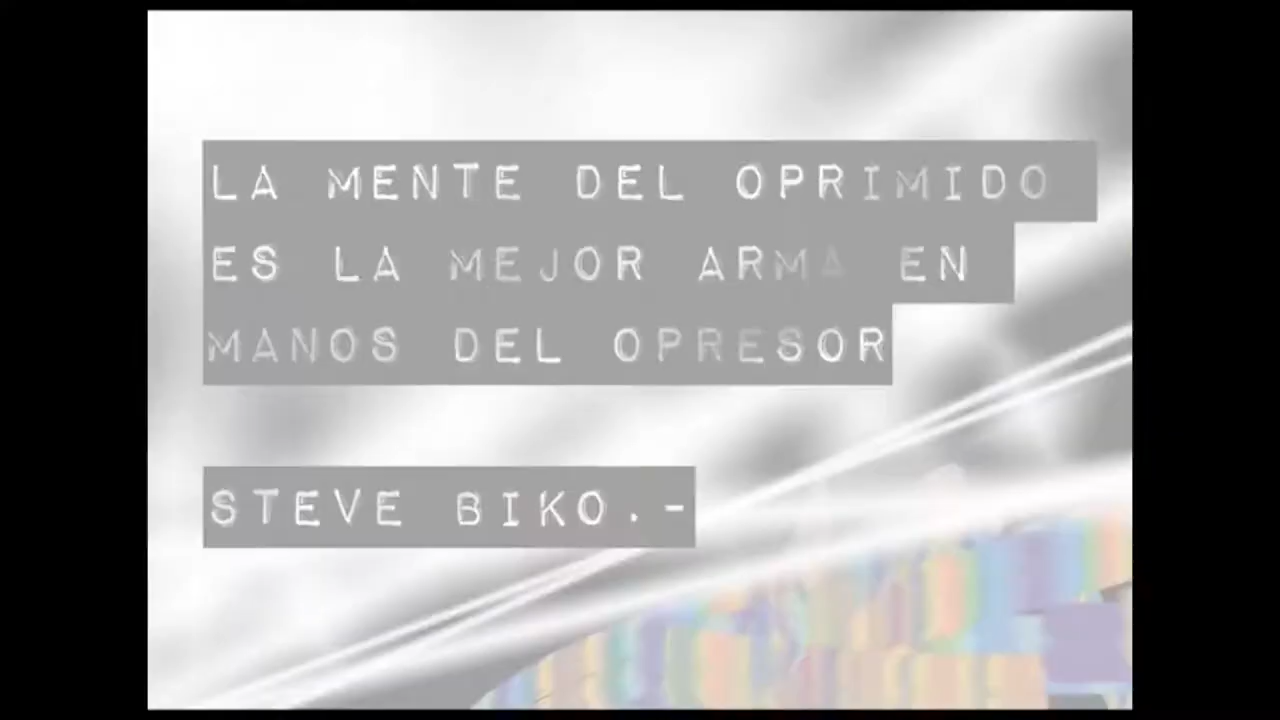 LA MENTE DEL OPRIMIDO
ES LA MEJOR ARMA EN
MANOS DEL OPRESOR
STEVE BIKO.-